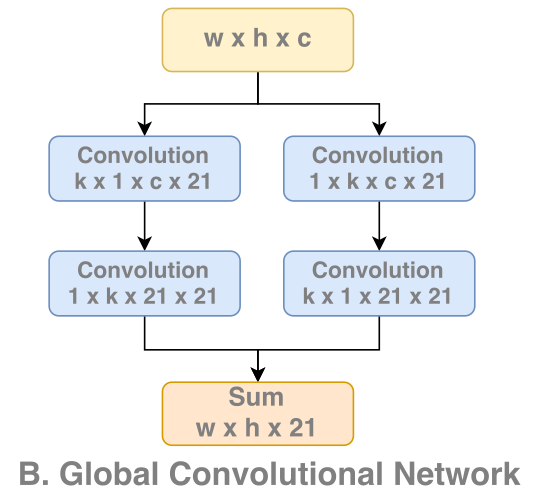 w x h x c
Convolution
k x 1 x c x 21
Convolution
1 x k x c x 21
Convolution
1 x k x 21 x 21
Convolution
k x 1 x 21 x 21
Sum
w x h x 21
B. Global Convolutional Network